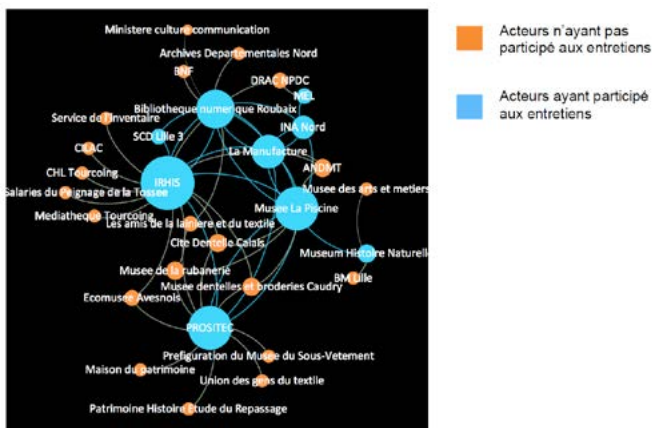 Ministere culture communication
Archives Departementales Nord
BNF
DRAC NPDC
MEL
Bibliotheque numerique Roubaix
Service de l'inventaire
INA Nord
SCD Lille 3
CILAC
La Manufacture
CHL Tourcoing
ANDMT
IRHIS
Musee des arts et metiers
Salaries du Peignage de la Tossee
Musee La Piscine
Mediatheque Tourcoing
Les amis de la lainiere et du textile
Cite Dentelle Calais
Museum Histoire Naturelle
Musee de la rubanerie
BM Lille
Musee dentelles et broderies Caudry
Ecomusee Avesnois
PROSITEC
Prefiguration du Musee du Sous-Vetement
Maison du patrimoine
Union des gens du textile
Patrimoine Histoire Etude du Repassage
Acteurs n'ayant pas
participé aux entretiens
Acteurs ayant participé
aux entretiens